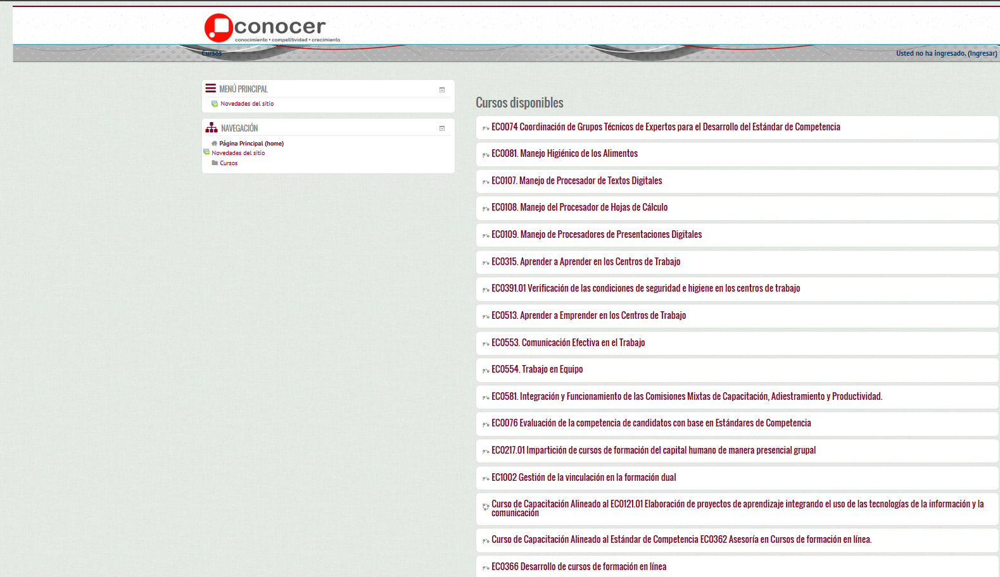 conocer
conocimiento • competitividad • crecimiento
Cursos
Usted no ha ingresado. (Ingresar)
MENÚ PRINCIPAL
Novedades del sitio
NAVEGACIÓN
Página Principal (home)
Novedades del sitio
Cursos
Cursos disponibles
EC0074 Coordinación de Grupos Técnicos de Expertos para el Desarrollo del Estándar de Competencia
EC0081. Manejo Higiénico de los Alimentos
EC0107. Manejo de Procesador de Textos Digitales
EC0108. Manejo del Procesador de Hojas de Cálculo
EC0109. Manejo de Procesadores de Presentaciones Digitales
EC0315. Aprender a Aprender en los Centros de Trabajo
EC0391.01 Verificación de las condiciones de seguridad e higiene en los centros de trabajo
EC0513. Aprender a Emprender en los Centros de Trabajo
EC0553. Comunicación Efectiva en el Trabajo
EC0554. Trabajo en Equipo
EC0581. Integración y Funcionamiento de las Comisiones Mixtas de Capacitación, Adiestramiento y Productividad.
EC0076 Evaluación de la competencia de candidatos con base en Estándares de Competencia
EC0217.01 Impartición de cursos de formación del capital humano de manera presencial grupal
EC1002 Gestión de la vinculación en la formación dual
Curso de Capacitación Alineado al EC0121.01 Elaboración de proyectos de aprendizaje integrando el uso de las tecnologías de la información y la
comunicación
Curso de Capacitación Alineado al Estándar de Competencia EC0362 Asesoría en Cursos de formación en línea.
EC0366 Desarrollo de cursos de formación en línea